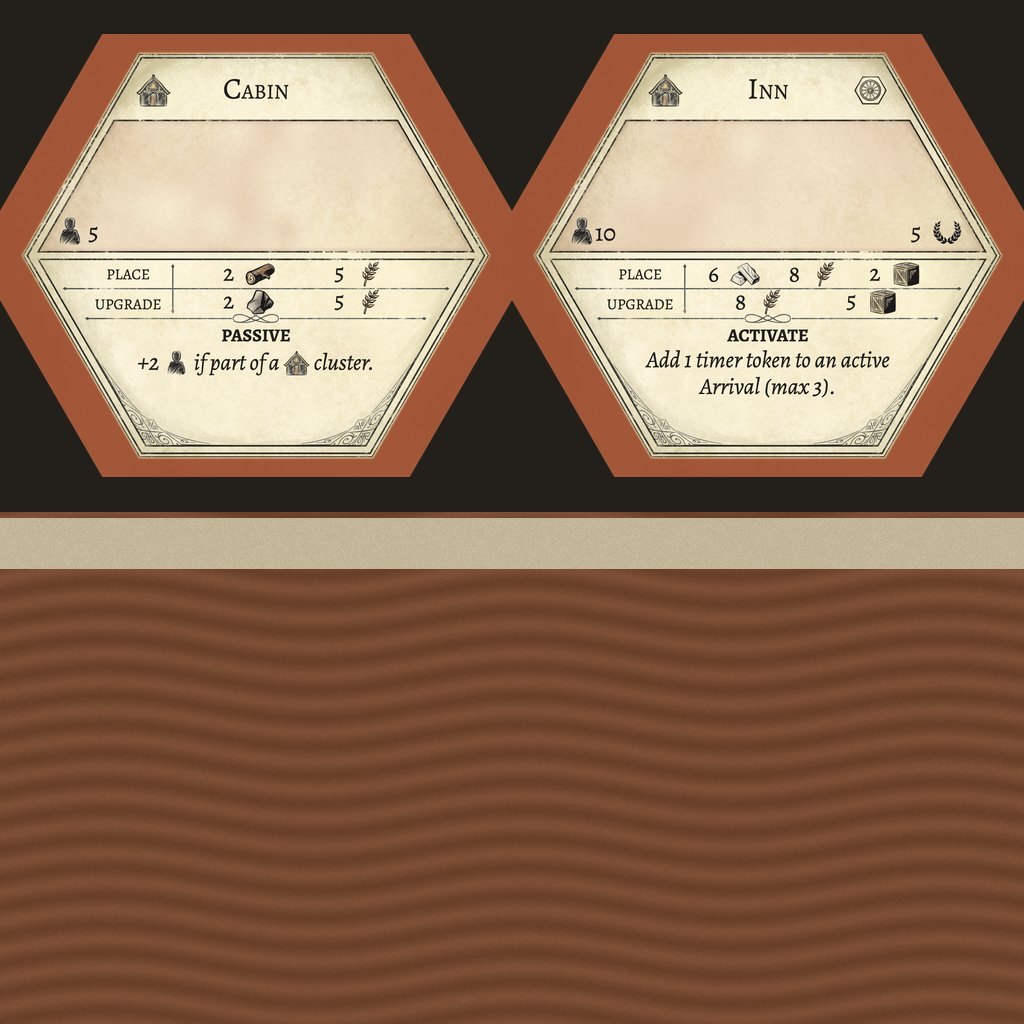 Cabin
5
PLACE 2 5
UPGRADE 2 5
PASSIVE
+2 if part of a cluster.
Inn
10 5
PLACE 6 8 2
UPGRADE 8 5
ACTIVATE
Add 1 timer token to an active
Arrival (max 3).